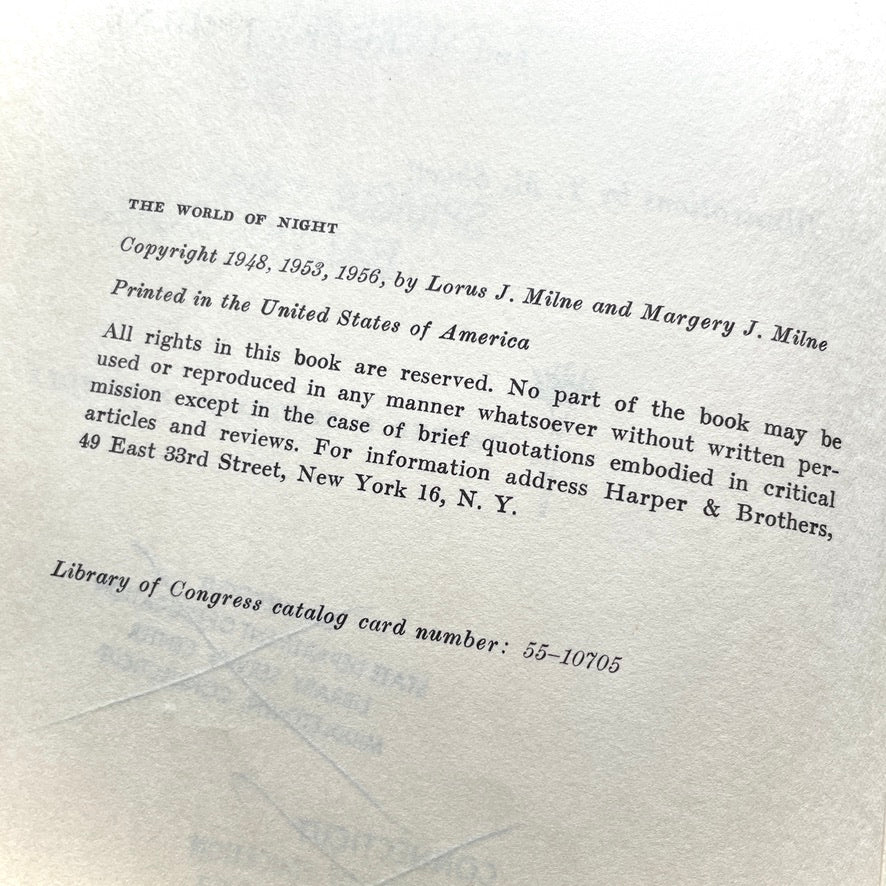 THE WORLD OF NIGHT
Copyright 1948, 1953, 1956, by Lorus J. Milne and Margery J. Milne
Printed in the United States of America
All rights in this book are reserved. No part of the book may be
used or reproduced in any manner whatsoever without written per-
mission except in the case of brief quotations embodied in critical
articles and reviews. For information address Harper & Brothers,
49 East 33rd Street, New York 16, N. Y.
Library of Congress catalog card number: 55-10705